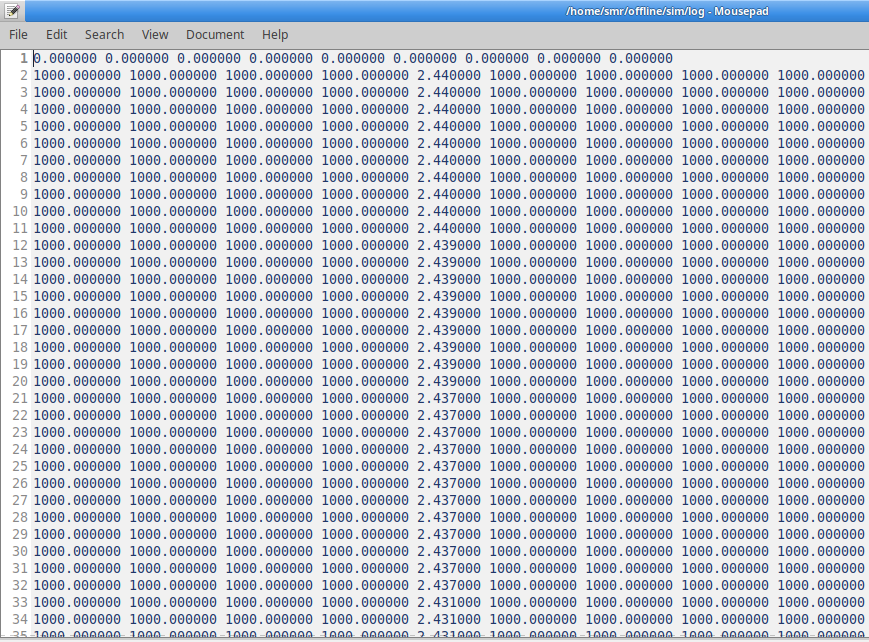 /home/smr/offline/sim/log - Mousepad
File Edit Search View Document Help
1 0.000000 0.000000 0.000000 0.000000 0.000000 0.000000 0.000000 0.000000 0.000000
2 1000.000000 1000.000000 1000.000000 1000.000000 2.440000 1000.000000 1000.000000 1000.000000 1000.000000
3 1000.000000 1000.000000 1000.000000 1000.000000 2.440000 1000.000000 1000.000000 1000.000000 1000.000000
4 1000.000000 1000.000000 1000.000000 1000.000000 2.440000 1000.000000 1000.000000 1000.000000 1000.000000
5 1000.000000 1000.000000 1000.000000 1000.000000 2.440000 1000.000000 1000.000000 1000.000000 1000.000000
6 1000.000000 1000.000000 1000.000000 1000.000000 2.440000 1000.000000 1000.000000 1000.000000 1000.000000
7 1000.000000 1000.000000 1000.000000 1000.000000 2.440000 1000.000000 1000.000000 1000.000000 1000.000000
8 1000.000000 1000.000000 1000.000000 1000.000000 2.440000 1000.000000 1000.000000 1000.000000 1000.000000
9 1000.000000 1000.000000 1000.000000 1000.000000 2.440000 1000.000000 1000.000000 1000.000000 1000.000000
10 1000.000000 1000.000000 1000.000000 1000.000000 2.440000 1000.000000 1000.000000 1000.000000 1000.000000
11 1000.000000 1000.000000 1000.000000 1000.000000 2.440000 1000.000000 1000.000000 1000.000000 1000.000000
12 1000.000000 1000.000000 1000.000000 1000.000000 2.439000 1000.000000 1000.000000 1000.000000 1000.000000
13 1000.000000 1000.000000 1000.000000 1000.000000 2.439000 1000.000000 1000.000000 1000.000000 1000.000000
14 1000.000000 1000.000000 1000.000000 1000.000000 2.439000 1000.000000 1000.000000 1000.000000 1000.000000
15 1000.000000 1000.000000 1000.000000 1000.000000 2.439000 1000.000000 1000.000000 1000.000000 1000.000000
16 1000.000000 1000.000000 1000.000000 1000.000000 2.439000 1000.000000 1000.000000 1000.000000 1000.000000
17 1000.000000 1000.000000 1000.000000 1000.000000 2.439000 1000.000000 1000.000000 1000.000000 1000.000000
18 1000.000000 1000.000000 1000.000000 1000.000000 2.439000 1000.000000 1000.000000 1000.000000 1000.000000
19 1000.000000 1000.000000 1000.000000 1000.000000 2.439000 1000.000000 1000.000000 1000.000000 1000.000000
20 1000.000000 1000.000000 1000.000000 1000.000000 2.439000 1000.000000 1000.000000 1000.000000 1000.000000
21 1000.000000 1000.000000 1000.000000 1000.000000 2.437000 1000.000000 1000.000000 1000.000000 1000.000000
22 1000.000000 1000.000000 1000.000000 1000.000000 2.437000 1000.000000 1000.000000 1000.000000 1000.000000
23 1000.000000 1000.000000 1000.000000 1000.000000 2.437000 1000.000000 1000.000000 1000.000000 1000.000000
24 1000.000000 1000.000000 1000.000000 1000.000000 2.437000 1000.000000 1000.000000 1000.000000 1000.000000
25 1000.000000 1000.000000 1000.000000 1000.000000 2.437000 1000.000000 1000.000000 1000.000000 1000.000000
26 1000.000000 1000.000000 1000.000000 1000.000000 2.437000 1000.000000 1000.000000 1000.000000 1000.000000
27 1000.000000 1000.000000 1000.000000 1000.000000 2.437000 1000.000000 1000.000000 1000.000000 1000.000000
28 1000.000000 1000.000000 1000.000000 1000.000000 2.437000 1000.000000 1000.000000 1000.000000 1000.000000
29 1000.000000 1000.000000 1000.000000 1000.000000 2.437000 1000.000000 1000.000000 1000.000000 1000.000000
30 1000.000000 1000.000000 1000.000000 1000.000000 2.437000 1000.000000 1000.000000 1000.000000 1000.000000
31 1000.000000 1000.000000 1000.000000 1000.000000 2.437000 1000.000000 1000.000000 1000.000000 1000.000000
32 1000.000000 1000.000000 1000.000000 1000.000000 2.437000 1000.000000 1000.000000 1000.000000 1000.000000
33 1000.000000 1000.000000 1000.000000 1000.000000 2.431000 1000.000000 1000.000000 1000.000000 1000.000000
34 1000.000000 1000.000000 1000.000000 1000.000000 2.431000 1000.000000 1000.000000 1000.000000 1000.000000